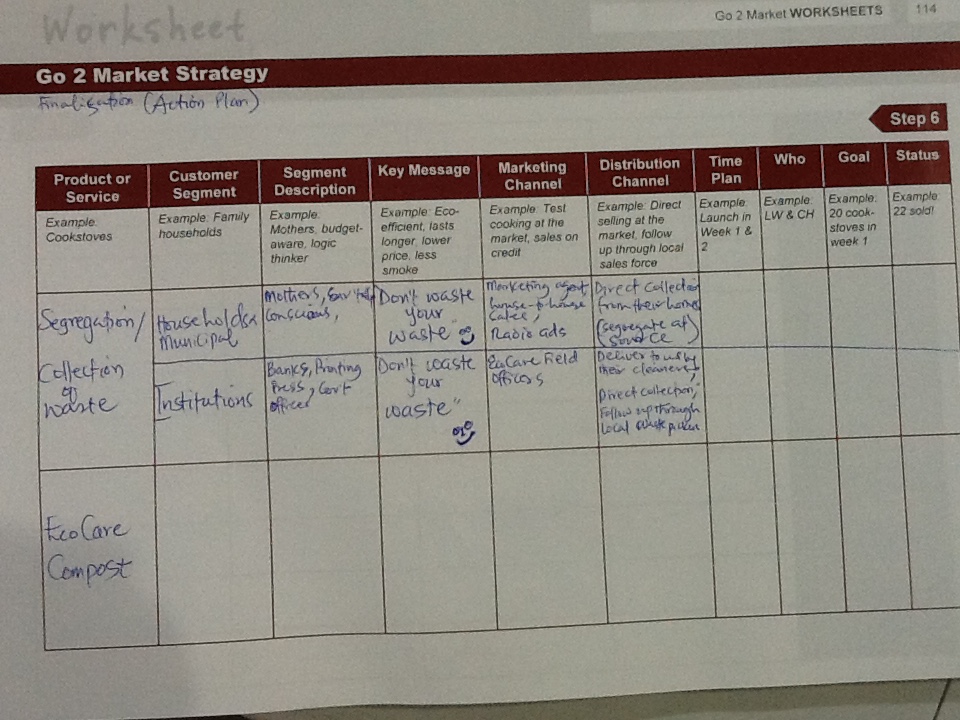 Worksheet
Go 2 Market WORKSHEETS 114
Go 2 Market Strategy
Finalisation (Action Plan)
Step 6
Product or
Service
Customer
Segment
Segment
Description
Key Message
Marketing
Channel
Distribution
Channel
Time
Plan
Who
Goal
Status
Example:
Cookstoves
Example: Family
households
Example:
Mothers, budget-
aware, logic
thinker
Example: Eco-
efficient, lasts
longer, lower
price, less
smoke
Example: Test
cooking at the
market, sales on
credit
Example: Direct
selling at the
market, follow
up through local
sales force
Example:
Launch in
Week 1 &
2
Example:
LW & CH
Example:
20 cook-
stoves in
week 1
Example:
22 sold!
Segregation/
Collection
of
waste
Households &
Municipal
Mothers,
Conscious,
Don't waste
your
waste"
Marketing agent,
house-to-house
Radio ads
Direct Collection
from their homes
(segregate at
source
Institutions
Banks, Printing
Press, Gov't
offices
Don't waste
your
waste"
EcoCare Field
Officers
Deliver to us by
their cleaners,
Direct collection,
Follow up through
local waste
EcoCare
Compost